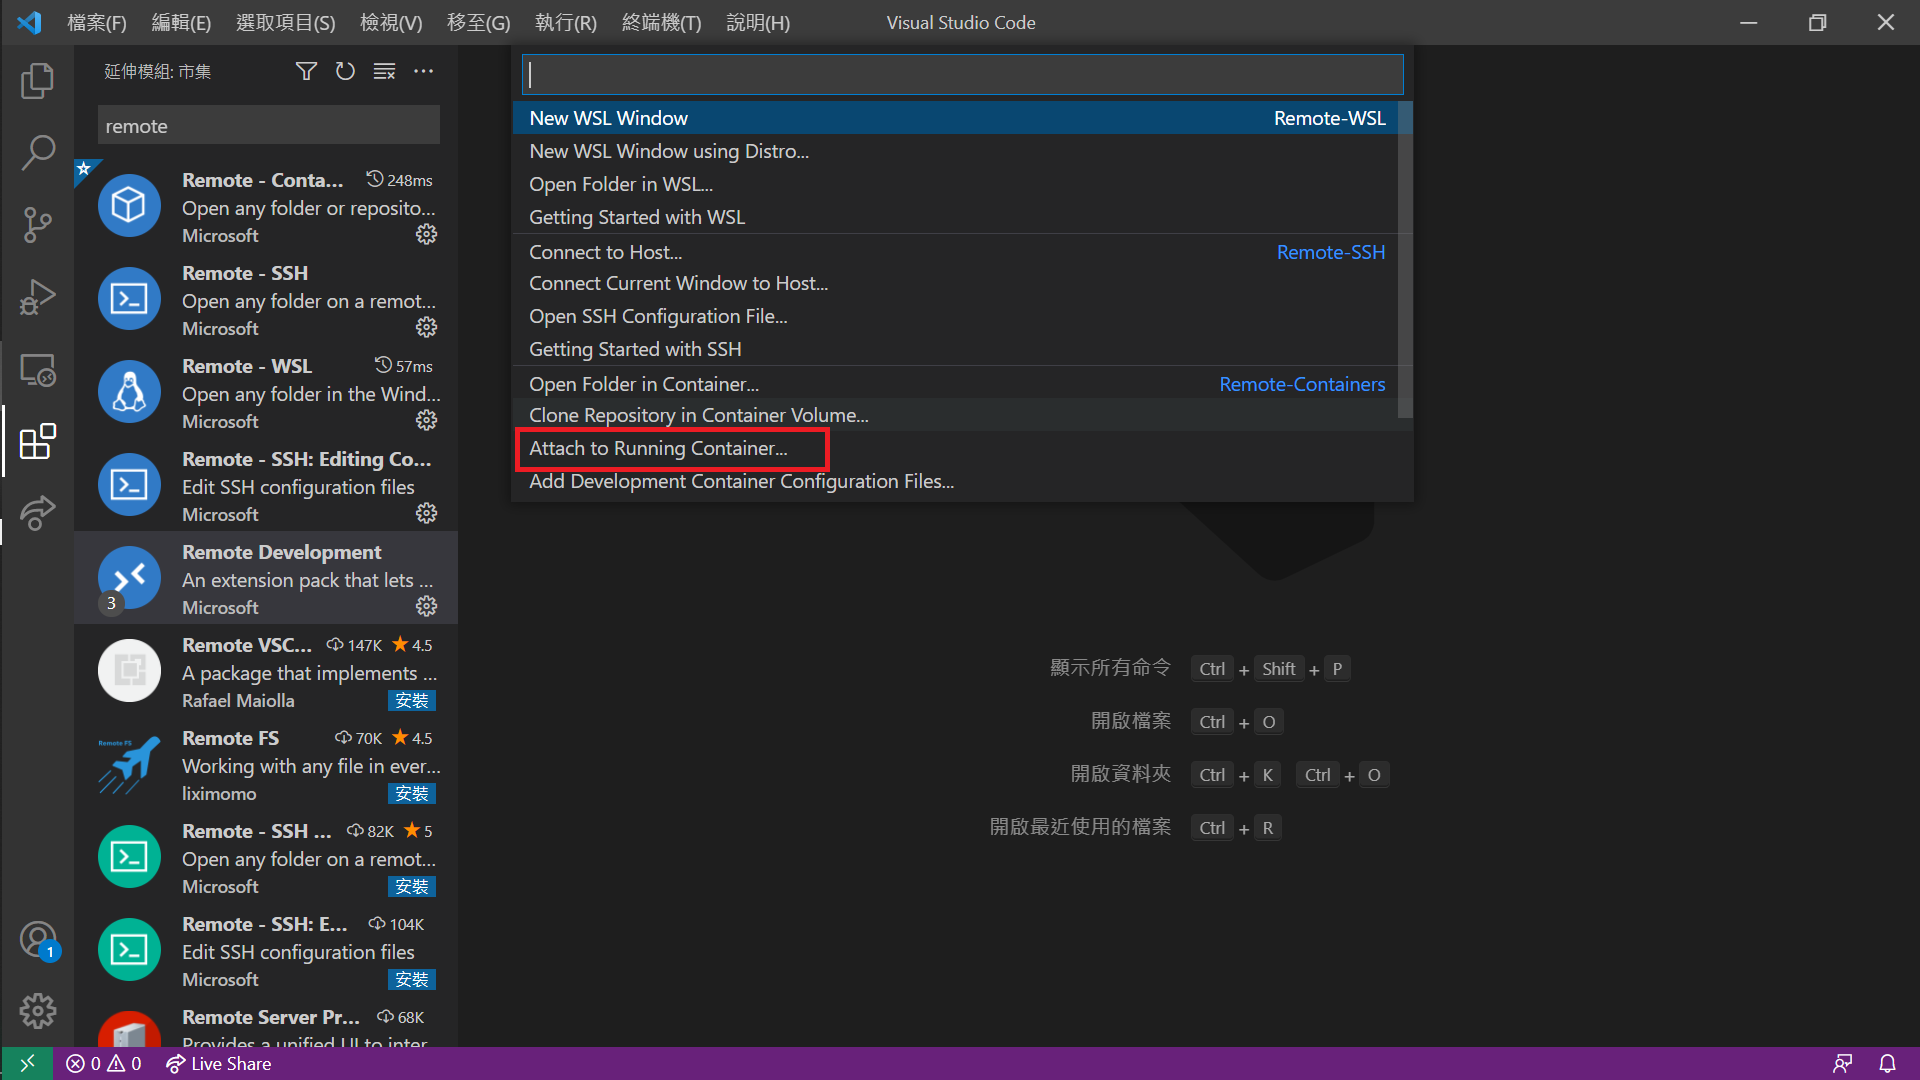 檔案(F) 編輯(E) 選取項目(S) 檢視(V) 移至(G) 執行(R) 終端機(T) 說明(H) Visual Studio Code
延伸模組: 市集
remote
Remote - Conta... 248ms
Open any folder or reposito...
Microsoft
Remote - SSH
Open any folder on a remot...
Microsoft
Remote - WSL 57ms
Open any folder in the Wind...
Microsoft
Remote - SSH: Editing Co...
Edit SSH configuration files
Microsoft
Remote Development
An extension pack that lets ...
3
Microsoft
Remote VSC... 147K 4.5
A package that implements ...
Rafael Maiolla 安裝
Remote FS
Remote FS 70K 4.5
Working with any file in ever...
liximomo 安裝
Remote - SSH ... 82K 5
Open any folder on a remot...
Microsoft 安裝
Remote - SSH: E... 104K
Edit SSH configuration files
Microsoft 安裝
Remote Server Pr... 68K
Provides a unified UI to inter
1
New WSL Window Remote-WSL
New WSL Window using Distro...
Open Folder in WSL...
Getting Started with WSL
Connect to Host... Remote-SSH
Connect Current Window to Host...
Open SSH Configuration File...
Getting Started with SSH
Open Folder in Container... Remote-Containers
Clone Repository in Container Volume...
Attach to Running Container...
Add Development Container Configuration Files...
顯示所有命令 Ctrl + Shift + P
開啟檔案 Ctrl + O
開啟資料夾 Ctrl + K Ctrl + O
開啟最近使用的檔案 Ctrl + R
0 0 Live Share